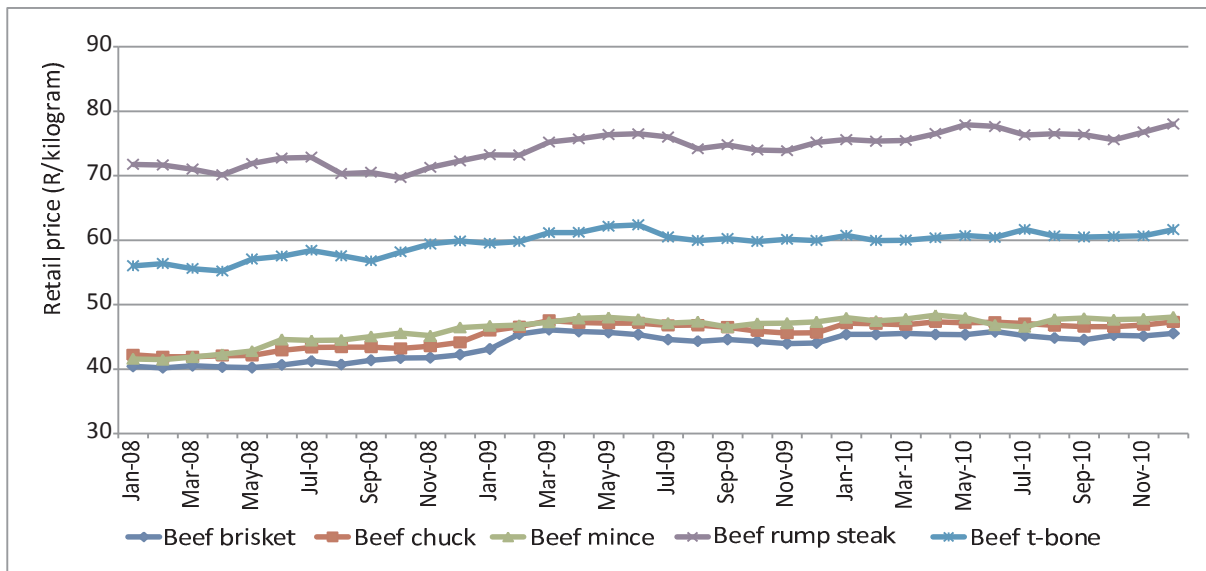 Retail price (R/kilogram)
90
80
70
60
50
40
30
Jan-08
Mar-08
May-08
Jul-08
Sep-08
Nov-08
Jan-09
Mar-09
May-09
Jul-09
Sep-09
Nov-09
Jan-10
Mar-10
May-10
Jul-10
Sep-10
Nov-10
Beef brisket Beef chuck Beef mince Beef rump steak Beef t-bone